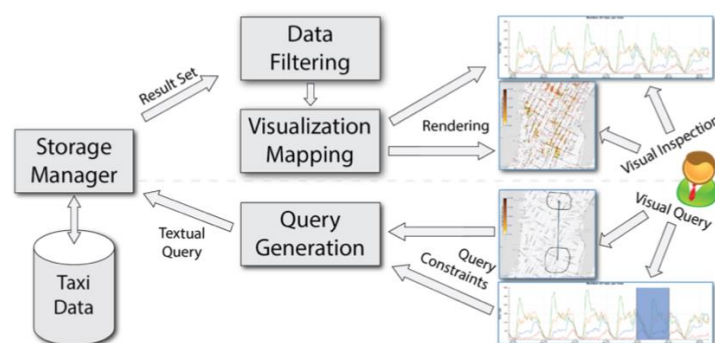 Data
Filtering
Result Set
Visualization
Mapping
Rendering
Visual Inspection
Storage
Manager
Visual Query
Query
Generation
Textual
Query
Query
Constraints
Taxi
Data